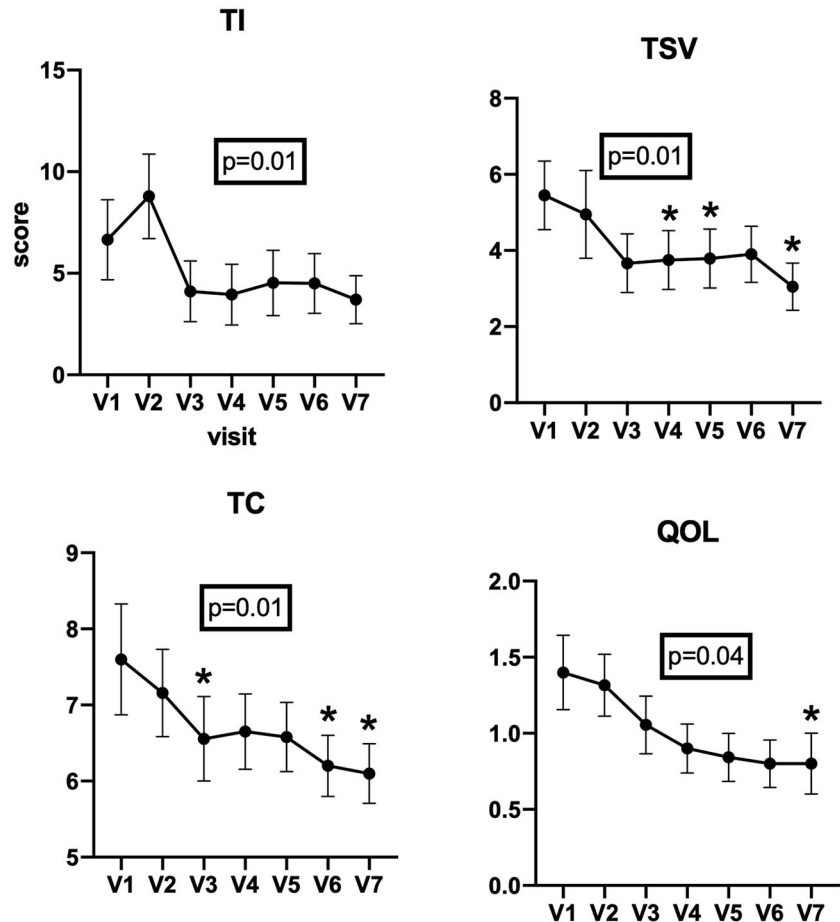 TI
15
10
5
0
score
p=0.01
V1 V2 V3 V4 V5 V6 V7
visit
TSV
8
6
4
2
0
p=0.01
* * *
V1 V2 V3 V4 V5 V6 V7
TC
9
8
7
6
5
p=0.01
* * *
V1 V2 V3 V4 V5 V6 V7
QOL
2.0
1.5
1.0
0.5
0.0
p=0.04
*
V1 V2 V3 V4 V5 V6 V7